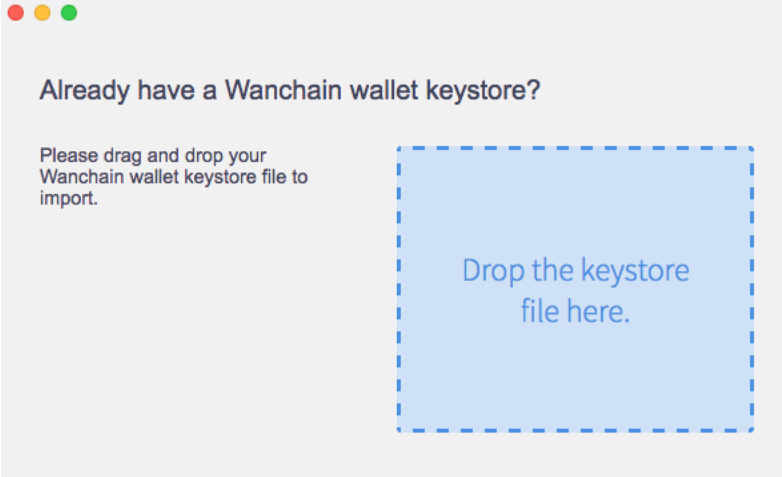 Already have a Wanchain wallet keystore?
Please drag and drop your
Wanchain wallet keystore file to
import.
Drop the keystore
file here.